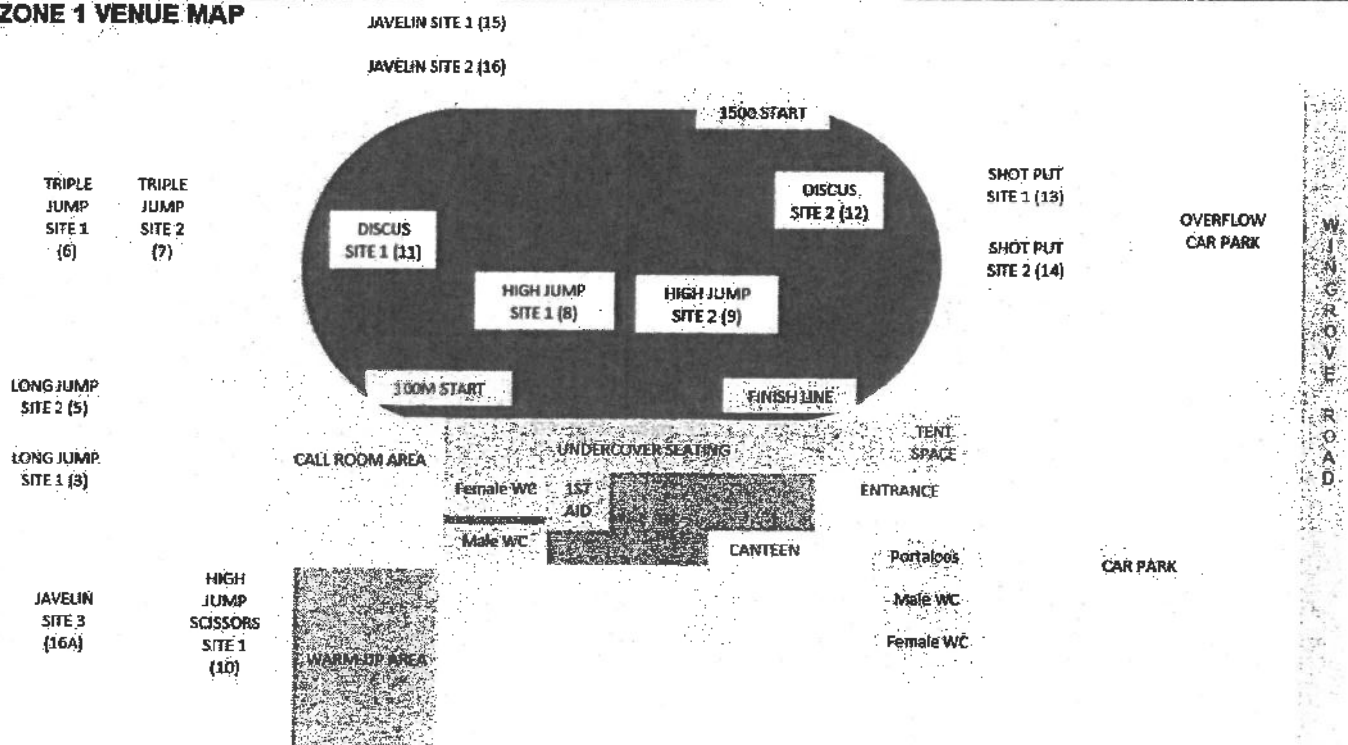 ZONE 1 VENUE MAP
JAVELIN SITE 1 (15)
JAVELIN SITE 2 (16)
1500 START
TRIPLE
JUMP
SITE 1
(6)
TRIPLE
JUMP
SITE 2
(7)
DISCUS
SITE 1 (11)
DISCUS
SITE 2 (12)
SHOT PUT
SITE 1 (13)
SHOT PUT
SITE 2 (14)
OVERFLOW
CAR PARK
WINGROVE ROAD
HIGH JUMP
SITE 1 (8)
HIGH JUMP
SITE 2 (9)
LONG JUMP
SITE 2 (5)
100M START
FINISH LINE
LONG JUMP
SITE 1 (3)
CALL ROOM AREA
UNDERCOVER SEATING
TENT
SPACE
Female WC
1ST
AID
ENTRANCE
Male WC
CANTEEN
Portaloos
Male WC
Female WC
CAR PARK
JAVELIN
SITE 3
(16A)
HIGH
JUMP
SCISSORS
SITE 1
(10)
WARM-UP AREA